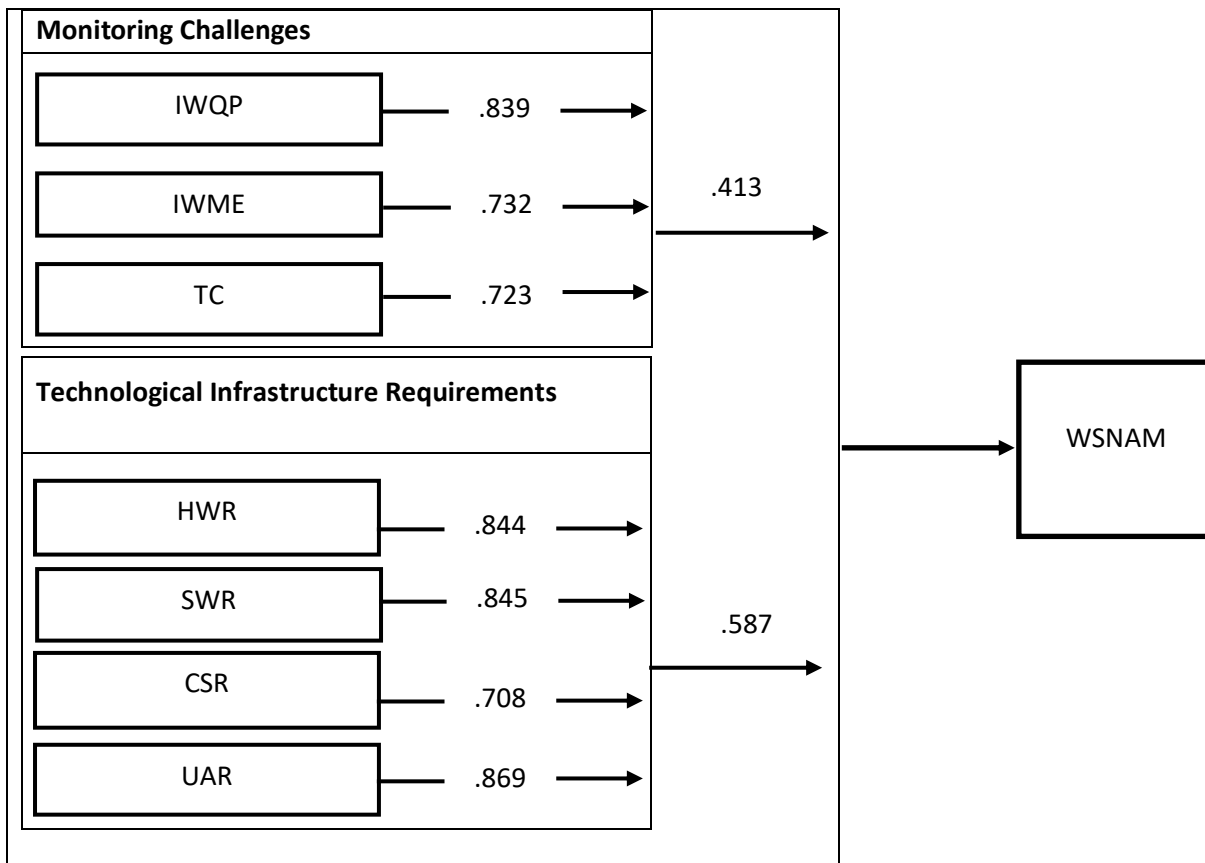 Monitoring Challenges
IWQP
.839
IWME
.732
.413
TC
.723
Technological Infrastructure Requirements
WSNAM
HWR
.844
SWR
.845
.587
CSR
.708
UAR
.869